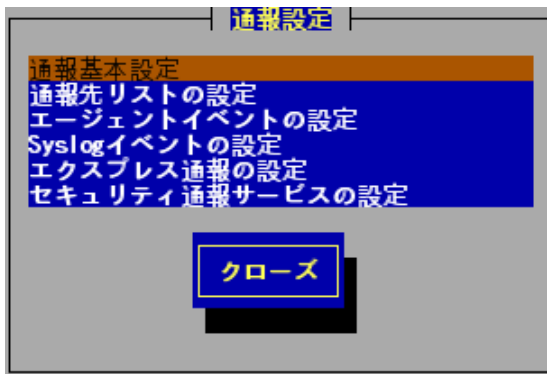 通報設定
通報基本設定
通報先リストの設定
エージェントイベントの設定
Syslogイベントの設定
エクスプレス通報の設定
セキュリティ通報サービスの設定
クローズ